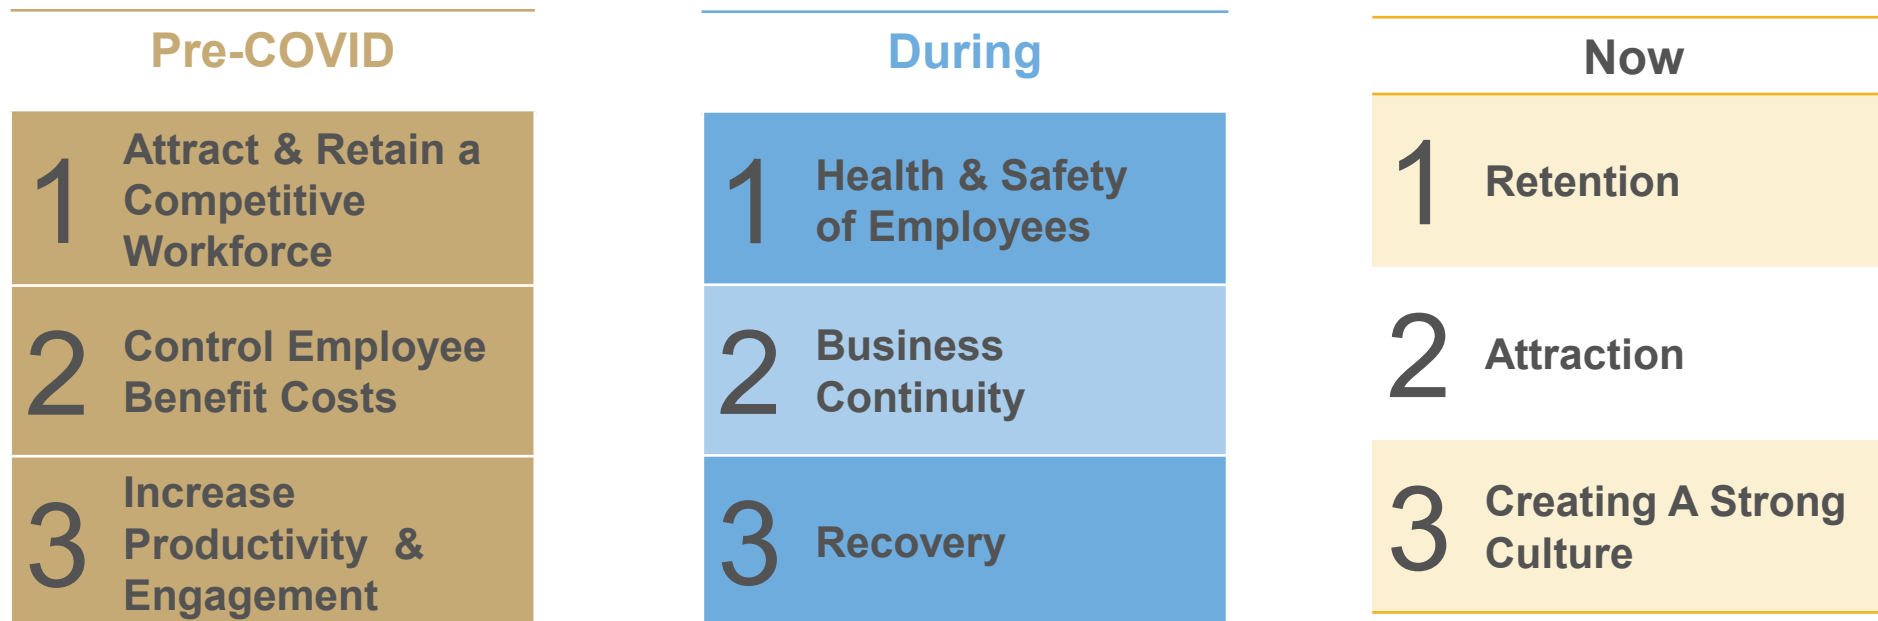 Pre-COVID
1
Attract & Retain a
Competitive
Workforce
2
Control Employee
Benefit Costs
3
Increase
Productivity  &
Engagement
During
1
Health & Safety
of Employees
2
Business
Continuity
3
Recovery
Now
1
Retention
2
Attraction
3
Creating A Strong
Culture